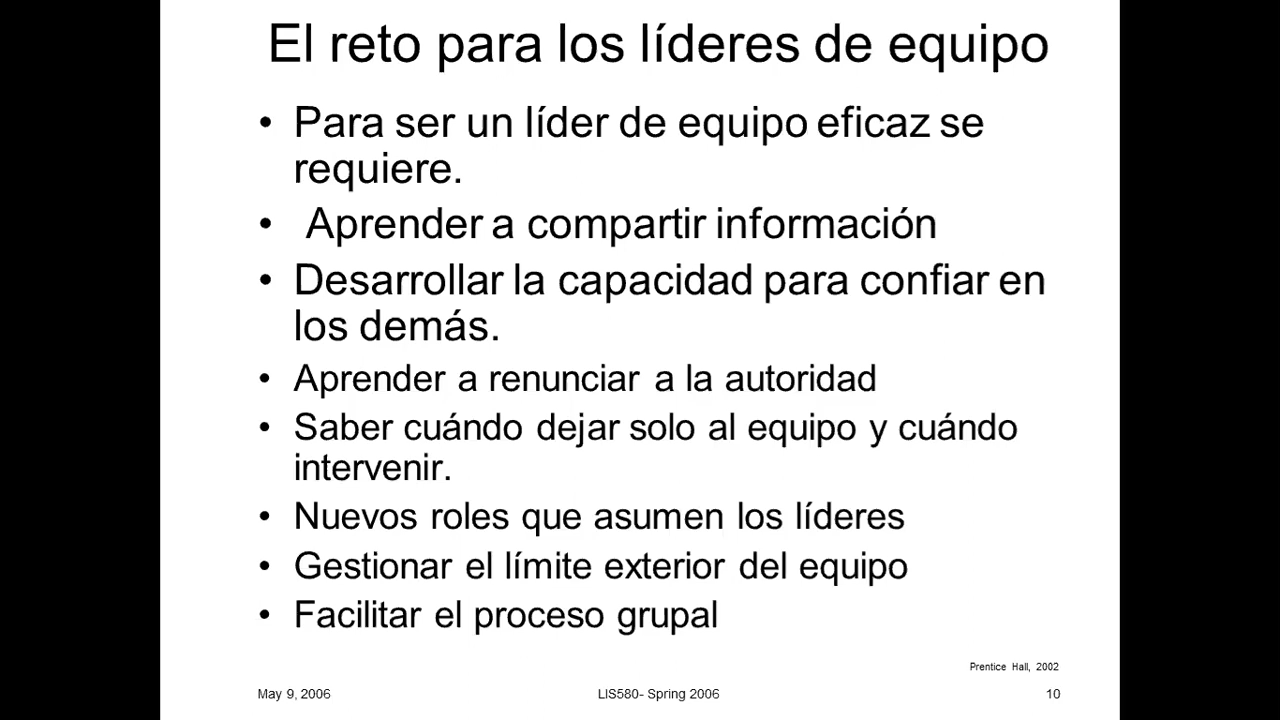 El reto para los líderes de equipo
• Para ser un líder de equipo eficaz se
requiere.
• Aprender a compartir información
• Desarrollar la capacidad para confiar en
los demás.
• Aprender a renunciar a la autoridad
• Saber cuándo dejar solo al equipo y cuándo
intervenir.
• Nuevos roles que asumen los líderes
• Gestionar el límite exterior del equipo
• Facilitar el proceso grupal
Prentice Hall, 2002
May 9, 2006 LIS580- Spring 2006 10